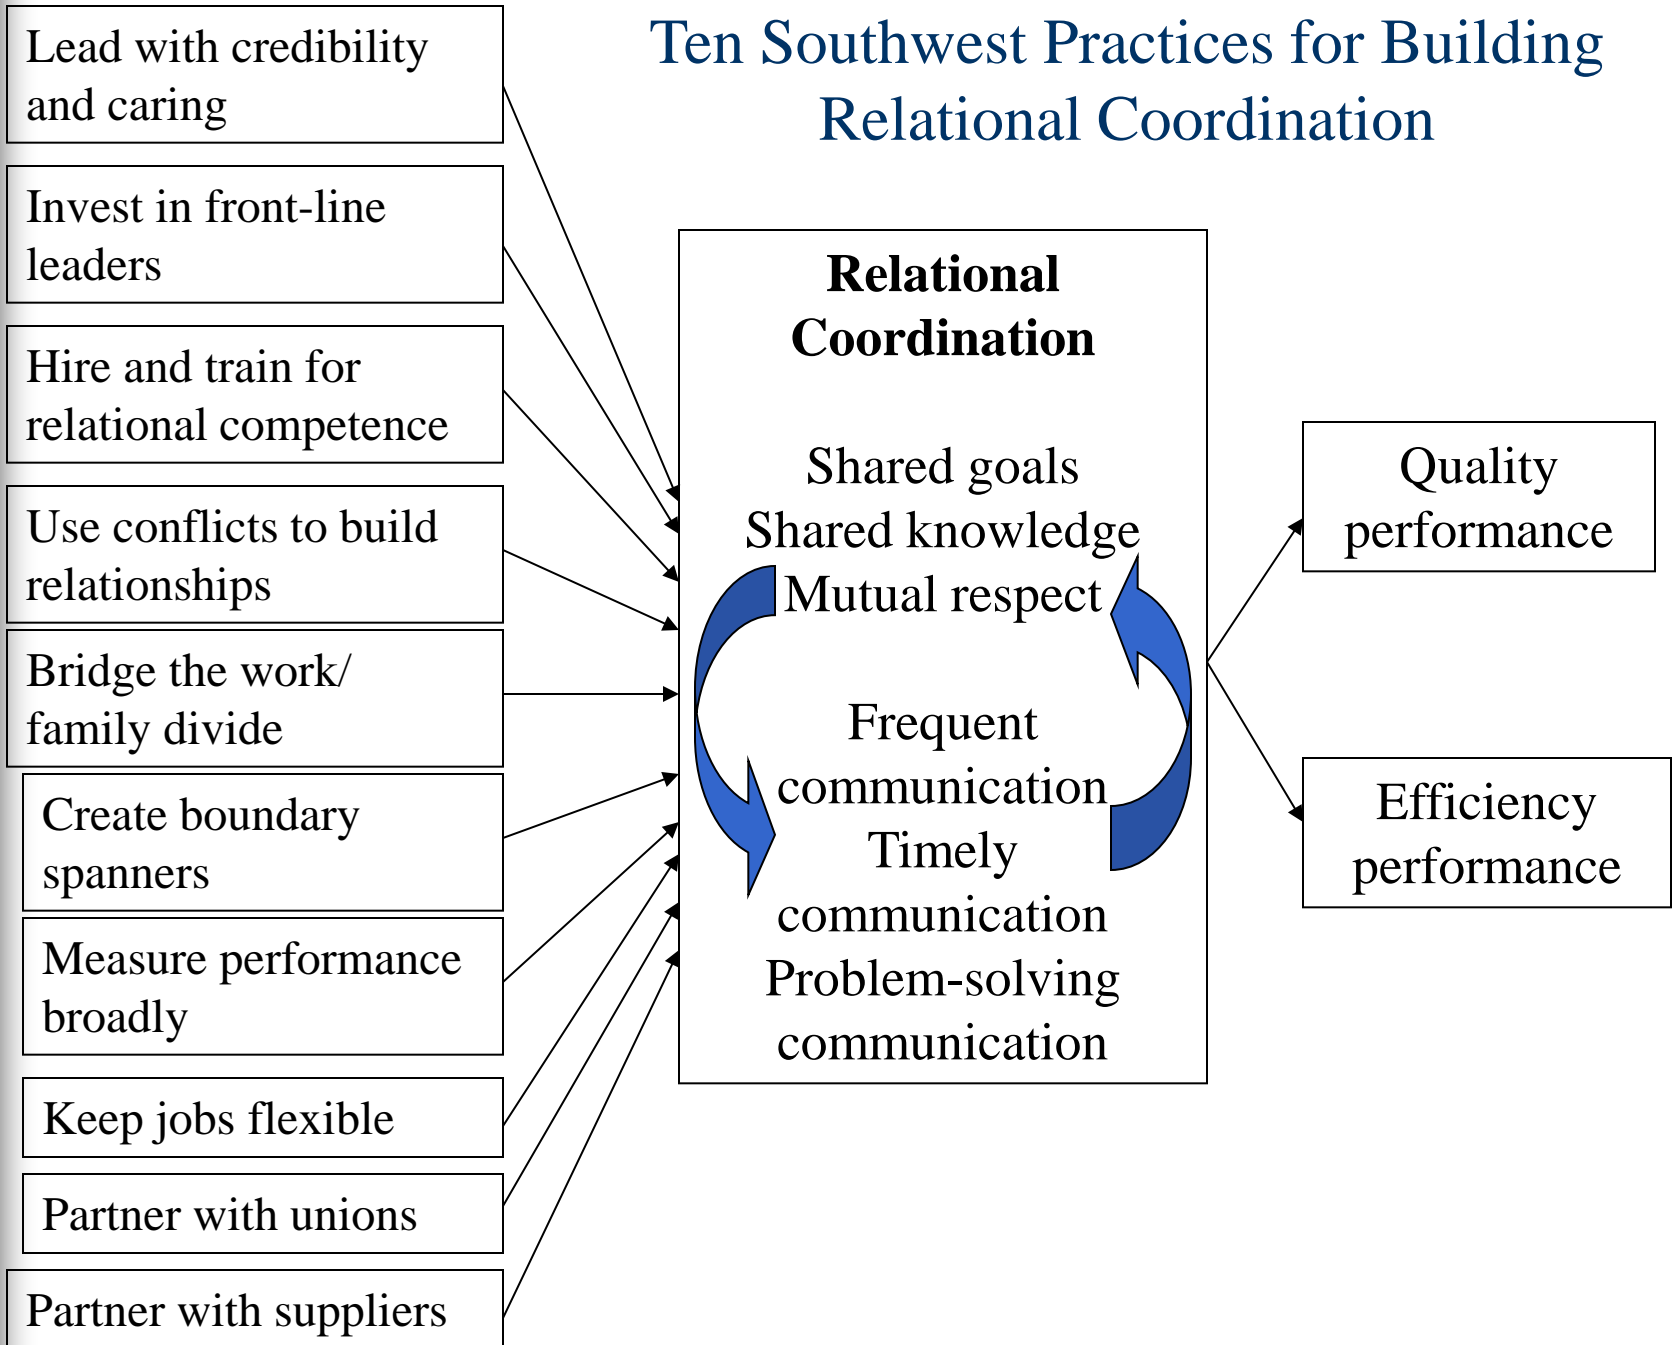 Ten Southwest Practices for Building
Relational Coordination
Lead with credibility
and caring
Invest in front-line
leaders
Hire and train for
relational competence
Use conflicts to build
relationships
Bridge the work/
family divide
Create boundary
spanners
Measure performance
broadly
Keep jobs flexible
Partner with unions
Partner with suppliers
Relational
Coordination
Shared goals
Shared knowledge
Mutual respect
Frequent
communication
Timely
communication
Problem-solving
communication
Quality
performance
Efficiency
performance